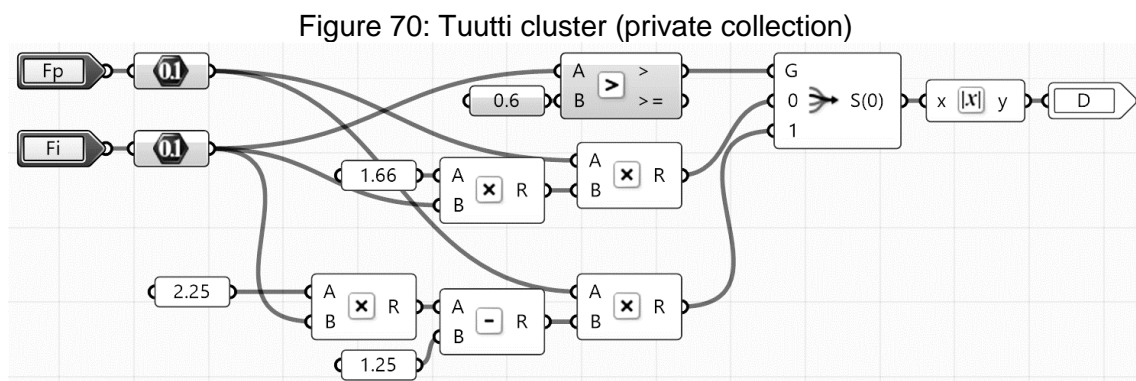 Figure 70: Tuutti cluster (private collection)
Fp
0.1
A
B
>
>
>=
0.6
G
0
1
S(0)
x
|x|
y
D
Fi
0.1
1.66
A
B
×
R
A
B
×
R
2.25
A
B
×
R
A
B
-
R
1.25
A
B
×
R